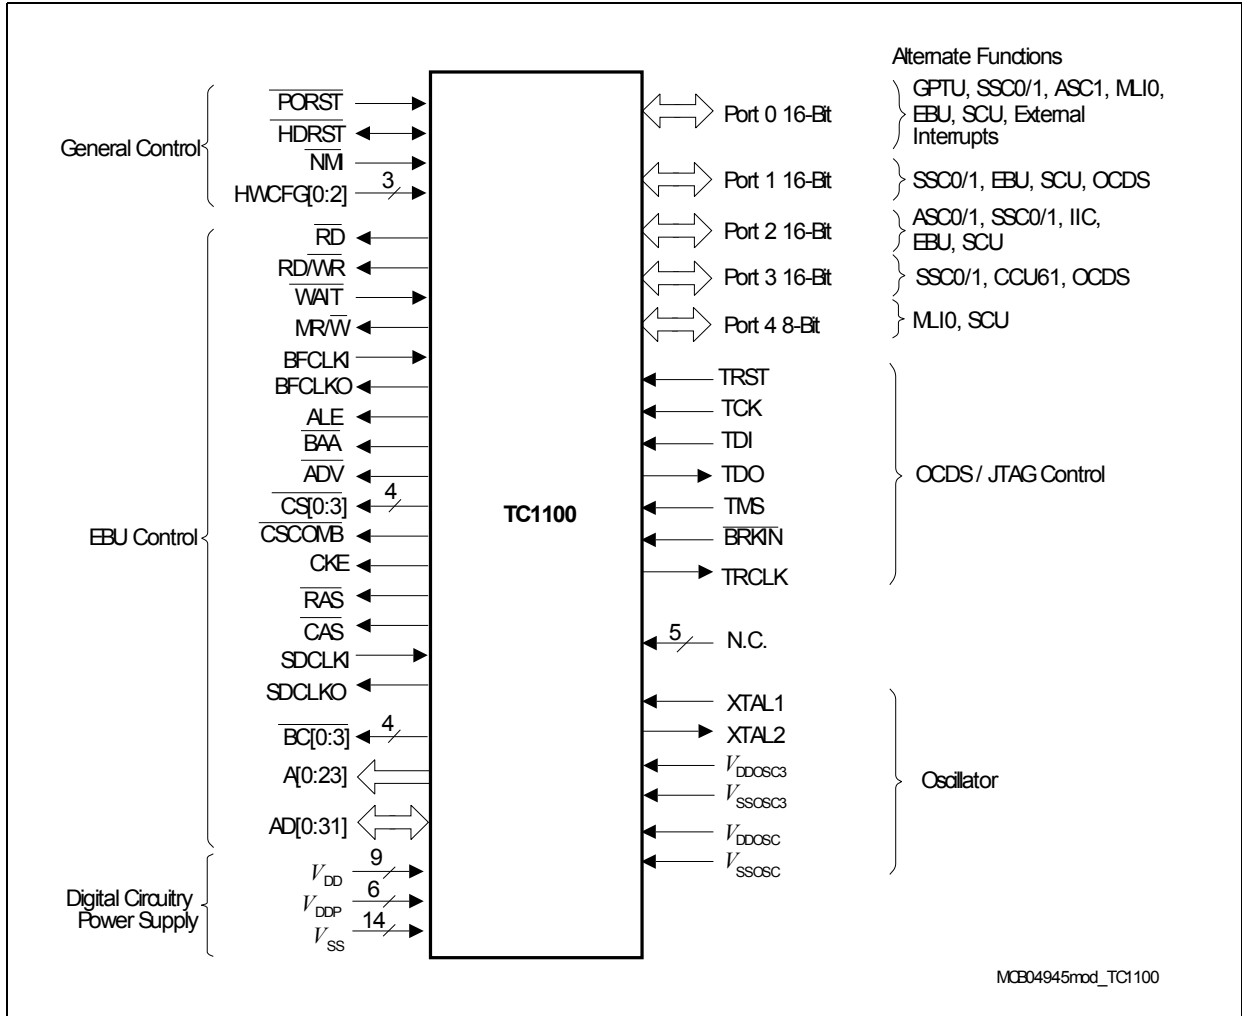 Alternate Functions
General Control
PORST
HDRST
NMI
HWCFG[0:2]
3
EBU Control
RD
RD/WR
WAIT
MR/W
BFCLKI
BFCLKO
ALE
BAA
ADV
CS[0:3]
4
CSCOMB
CKE
RAS
CAS
SDCLKI
SDCLKO
BC[0:3]
4
A[0:23]
AD[0:31]
Digital Circuitry
Power Supply
VDD
9
VDDP
6
VSS
14
TC1100
Port 0 16-Bit
GPTU, SSC0/1, ASC1, MLI0,
EBU, SCU, External
Interrupts
Port 1 16-Bit
SSC0/1, EBU, SCU, OCDS
Port 2 16-Bit
ASC0/1, SSC0/1, IIC,
EBU, SCU
Port 3 16-Bit
SSC0/1, CCU61, OCDS
Port 4 8-Bit
MLI0, SCU
TRST
TCK
TDI
TDO
TMS
BRKIN
TRCLK
OCDS / JTAG Control
5
N.C.
XTAL1
XTAL2
VDDOSC3
VSSOSC3
VDDOSC
VSSOSC
Oscillator
MCB04945mod_TC1100